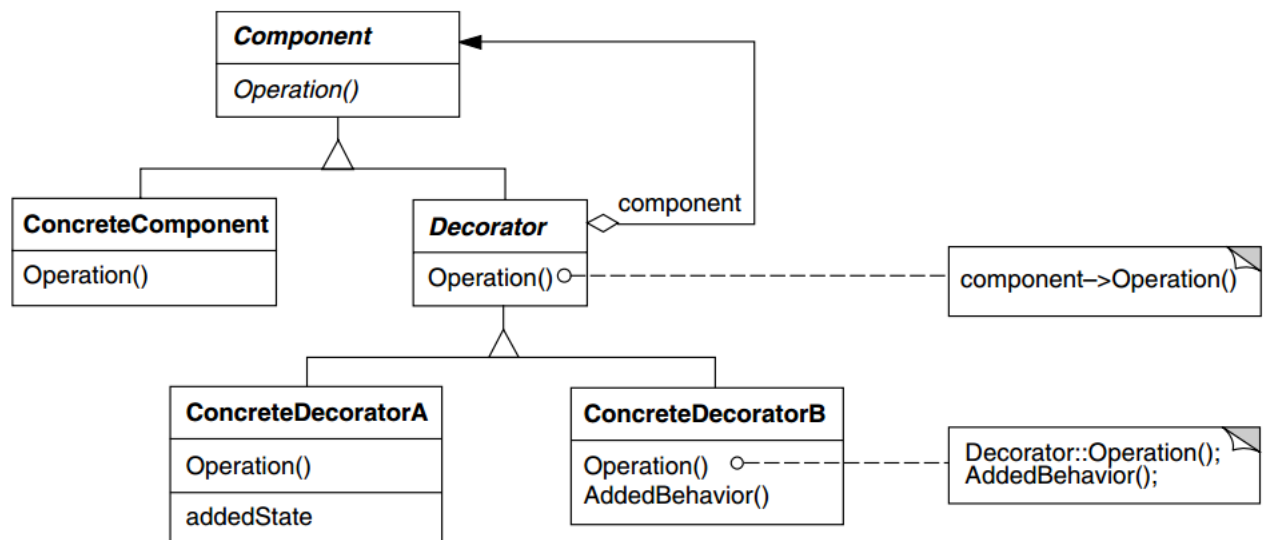 Component
Operation()
ConcreteComponent
Operation()
Decorator
Operation()
component
component–>Operation()
ConcreteDecoratorA
Operation()
addedState
ConcreteDecoratorB
Operation()
AddedBehavior()
Decorator::Operation();
AddedBehavior();